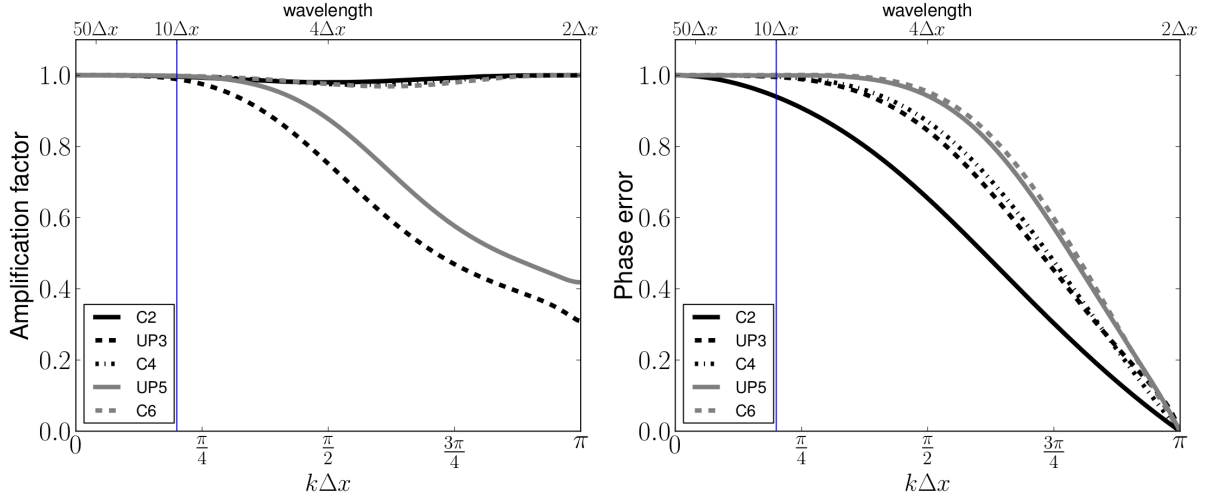 wavelength
50Δx 10Δx 4Δx 2Δx
1.0
0.8
0.6
0.4
0.2
0.0
Amplification factor
C2
UP3
C4
UP5
C6
0 π/4 π/2 3π/4 π
kΔx
wavelength
50Δx 10Δx 4Δx 2Δx
1.0
0.8
0.6
0.4
0.2
0.0
Phase error
C2
UP3
C4
UP5
C6
0 π/4 π/2 3π/4 π
kΔx